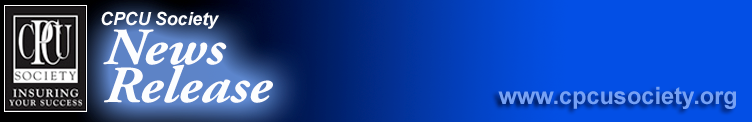 CPCU
SOCIETY
INSURING
YOUR SUCCESS
CPCU Society
News
Release
www.cpcusociety.org